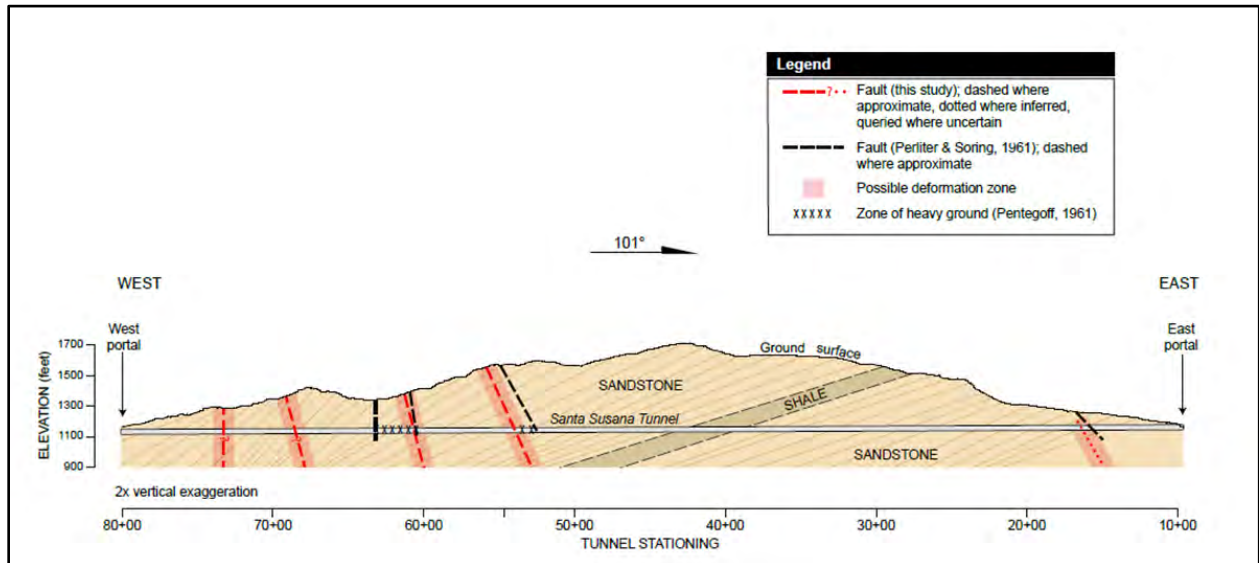 Legend
Fault (this study); dashed where
approximate, dotted where inferred,
queried where uncertain
Fault (Perliter & Soring, 1961); dashed
where approximate
Possible deformation zone
XXXXX Zone of heavy ground (Pentegoff, 1961)
101°
WEST
EAST
West
portal
East
portal
ELEVATION (feet)
1700
1500
1300
1100
900
Ground surface
SANDSTONE
SHALE
Santa Susana Tunnel
XXXXX
XX
SANDSTONE
2x vertical exaggeration
80+00 70+00 60+00 50+00 40+00 30+00 20+00 10+00
TUNNEL STATIONING